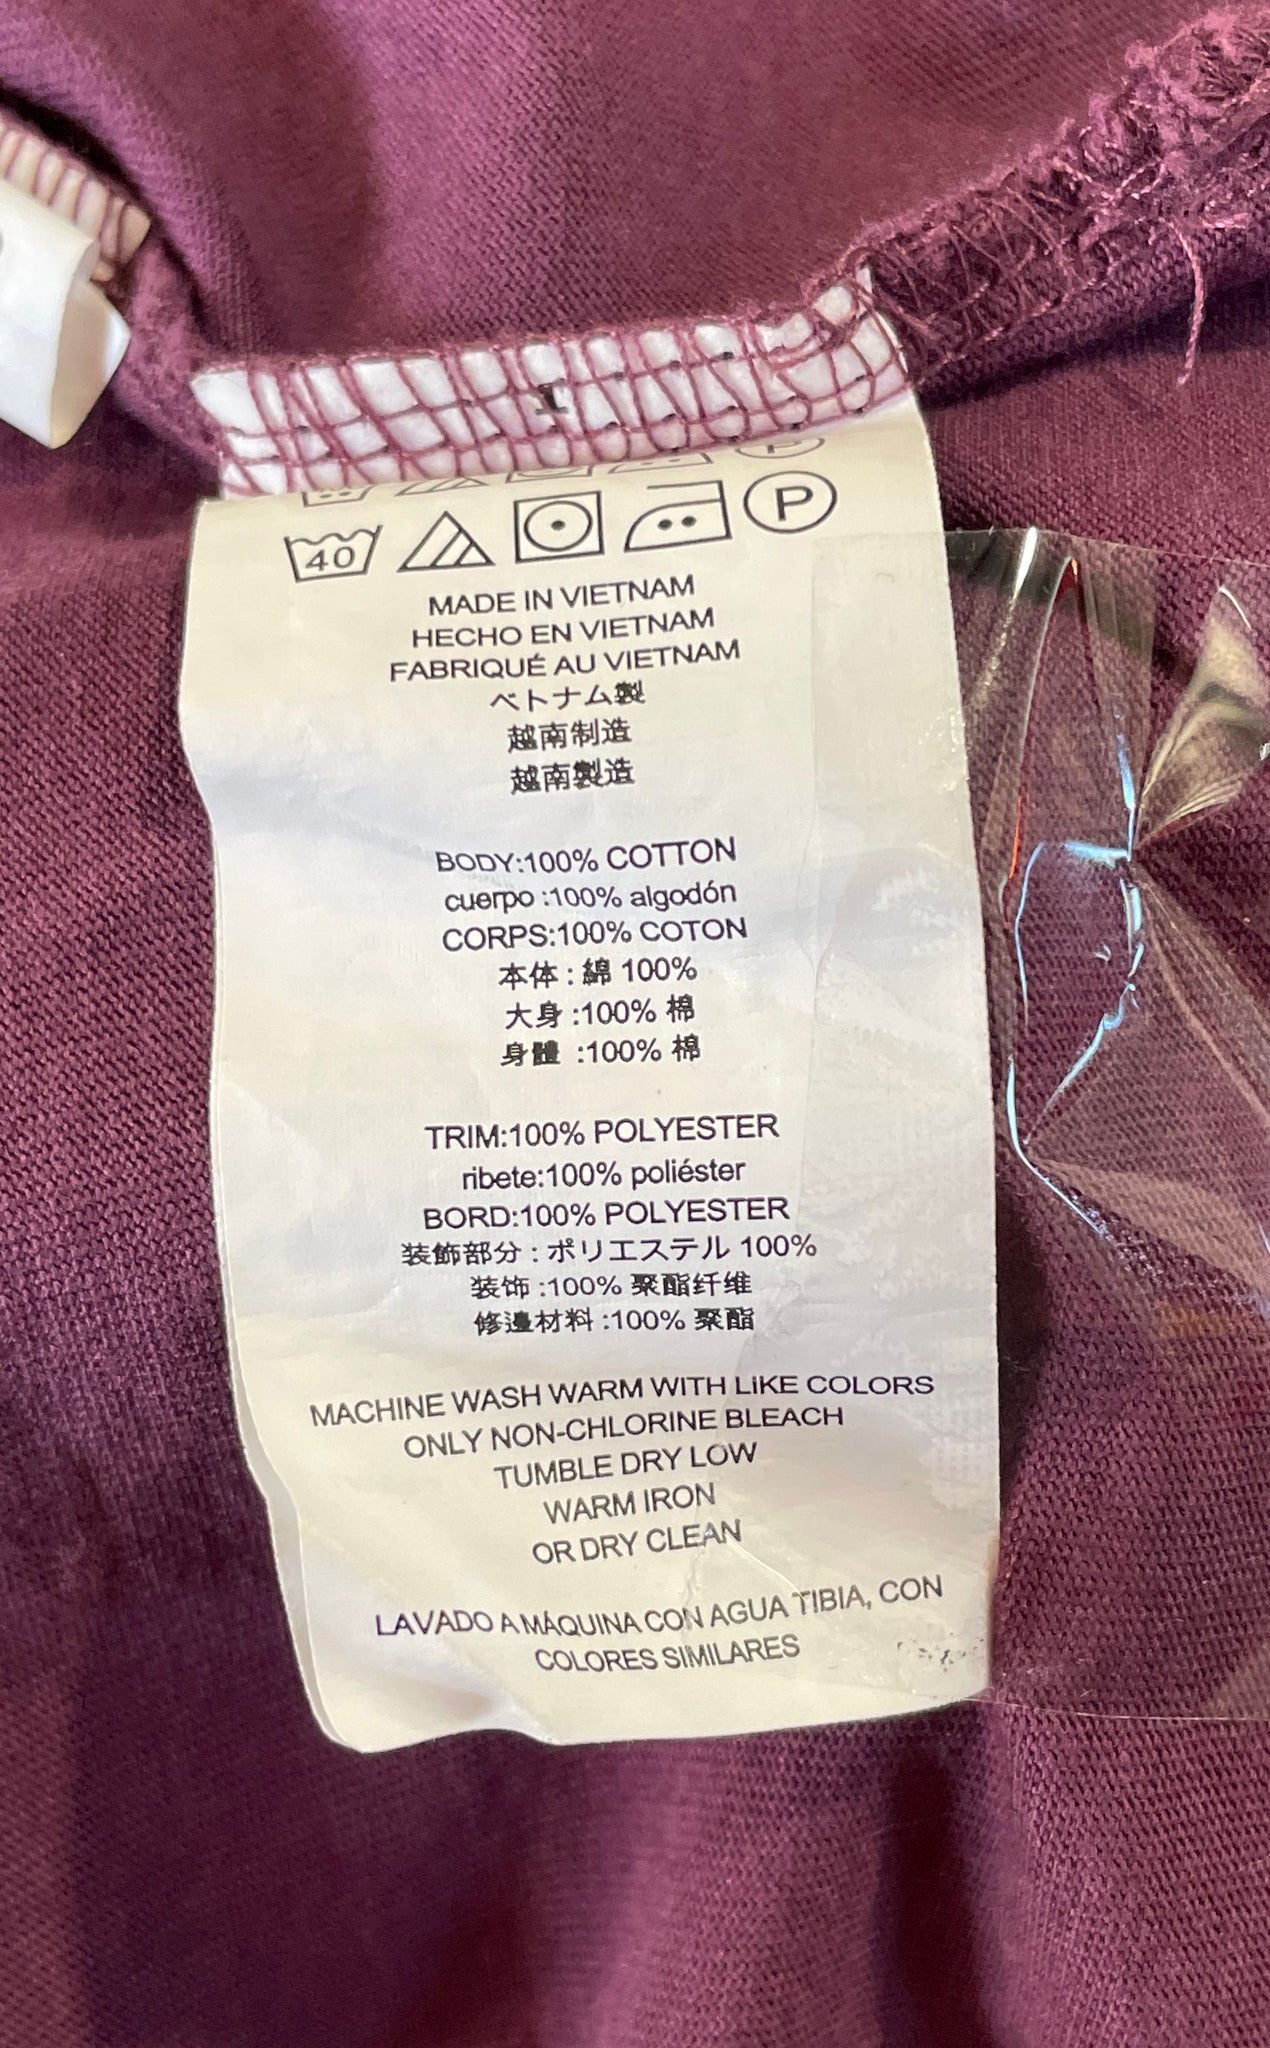 40 P
MADE IN VIETNAM
HECHO EN VIETNAM
FABRIQUÉ AU VIETNAM
ベトナム製
越南制造
越南製造
BODY:100% COTTON
cuerpo :100% algodón
CORPS:100% COTON
本体 : 綿 100%
大身 :100% 棉
身體 :100% 棉
TRIM:100% POLYESTER
ribete:100% poliéster
BORD:100% POLYESTER
装飾部分 : ポリエステル 100%
装饰 :100% 聚酯纤维
修邊材料 :100% 聚酯
MACHINE WASH WARM WITH LIKE COLORS
ONLY NON-CHLORINE BLEACH
TUMBLE DRY LOW
WARM IRON
OR DRY CLEAN
LAVADO A MÁQUINA CON AGUA TIBIA, CON
COLORES SIMILARES